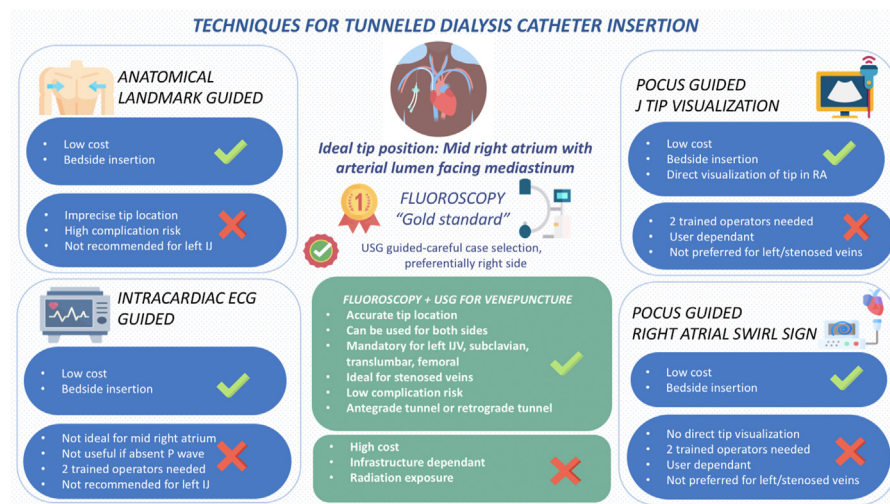 TECHNIQUES FOR TUNNELED DIALYSIS CATHETER INSERTION
ANATOMICAL
LANDMARK GUIDED
Low cost
Bedside insertion
Imprecise tip location
High complication risk
Not recommended for left IJ
INTRACARDIAC ECG
GUIDED
Low cost
Bedside insertion
Not ideal for mid right atrium
Not useful if absent P wave
2 trained operators needed
Not recommended for left IJ
Ideal tip position: Mid right atrium with
arterial lumen facing mediastinum
1
FLUOROSCOPY
“Gold standard”
USG guided-careful case selection,
preferentially right side
FLUOROSCOPY + USG FOR VENEPUNCTURE
Accurate tip location
Can be used for both sides
Mandatory for left IJV, subclavian,
translumbar, femoral
Ideal for stenosed veins
Low complication risk
Antegrade tunnel or retrograde tunnel
High cost
Infrastructure dependant
Radiation exposure
POCUS GUIDED
J TIP VISUALIZATION
Low cost
Bedside insertion
Direct visualization of tip in RA
2 trained operators needed
User dependant
Not preferred for left/stenosed veins
POCUS GUIDED
RIGHT ATRIAL SWIRL SIGN
Low cost
Bedside insertion
No direct tip visualization
2 trained operators needed
User dependant
Not preferred for left/stenosed veins